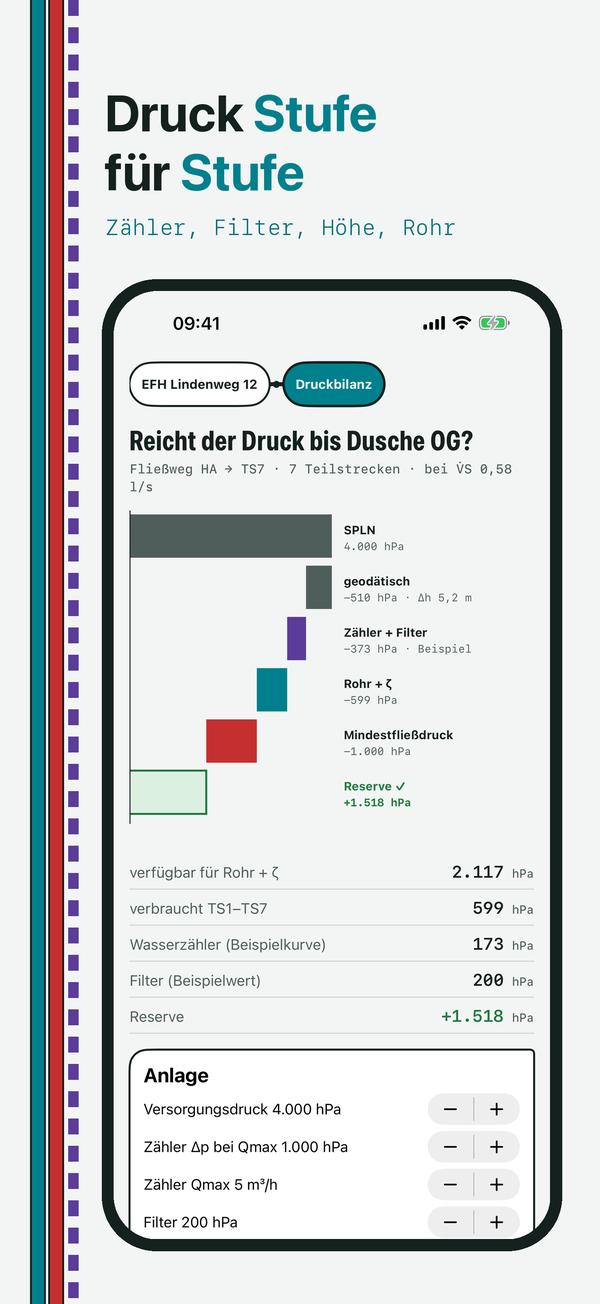 Druck Stufe
für Stufe
Zähler, Filter, Höhe, Rohr
09:41
EFH Lindenweg 12
Druckbilanz
Reicht der Druck bis Dusche OG?
Fließweg HA → TS7 · 7 Teilstrecken · bei V̇S 0,58
l/s
SPLN
4.000 hPa
geodätisch
−510 hPa · Δh 5,2 m
Zähler + Filter
−373 hPa · Beispiel
Rohr + ζ
−599 hPa
Mindestfließdruck
−1.000 hPa
Reserve ✓
+1.518 hPa
verfügbar für Rohr + ζ 2.117 hPa
verbraucht TS1–TS7 599 hPa
Wasserzähler (Beispielkurve) 173 hPa
Filter (Beispielwert) 200 hPa
Reserve +1.518 hPa
Anlage
Versorgungsdruck 4.000 hPa − +
Zähler Δp bei Qmax 1.000 hPa − +
Zähler Qmax 5 m³/h − +
Filter 200 hPa − +